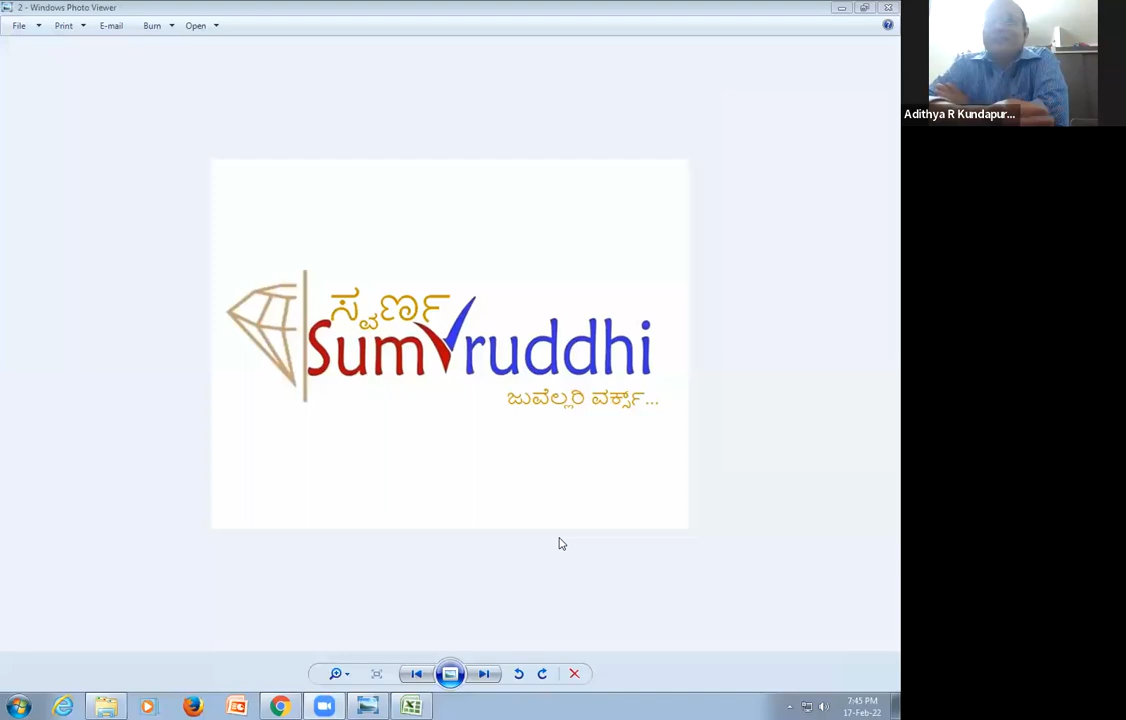 2 - Windows Photo Viewer
File Print E-mail Burn Open
Adithya R Kundapur...
ಸ್ವರ್ಣ
Sumvruddhi
ಜುವೆಲ್ಲರಿ ವರ್ಕ್ಸ್...
7:45 PM
17-Feb-22